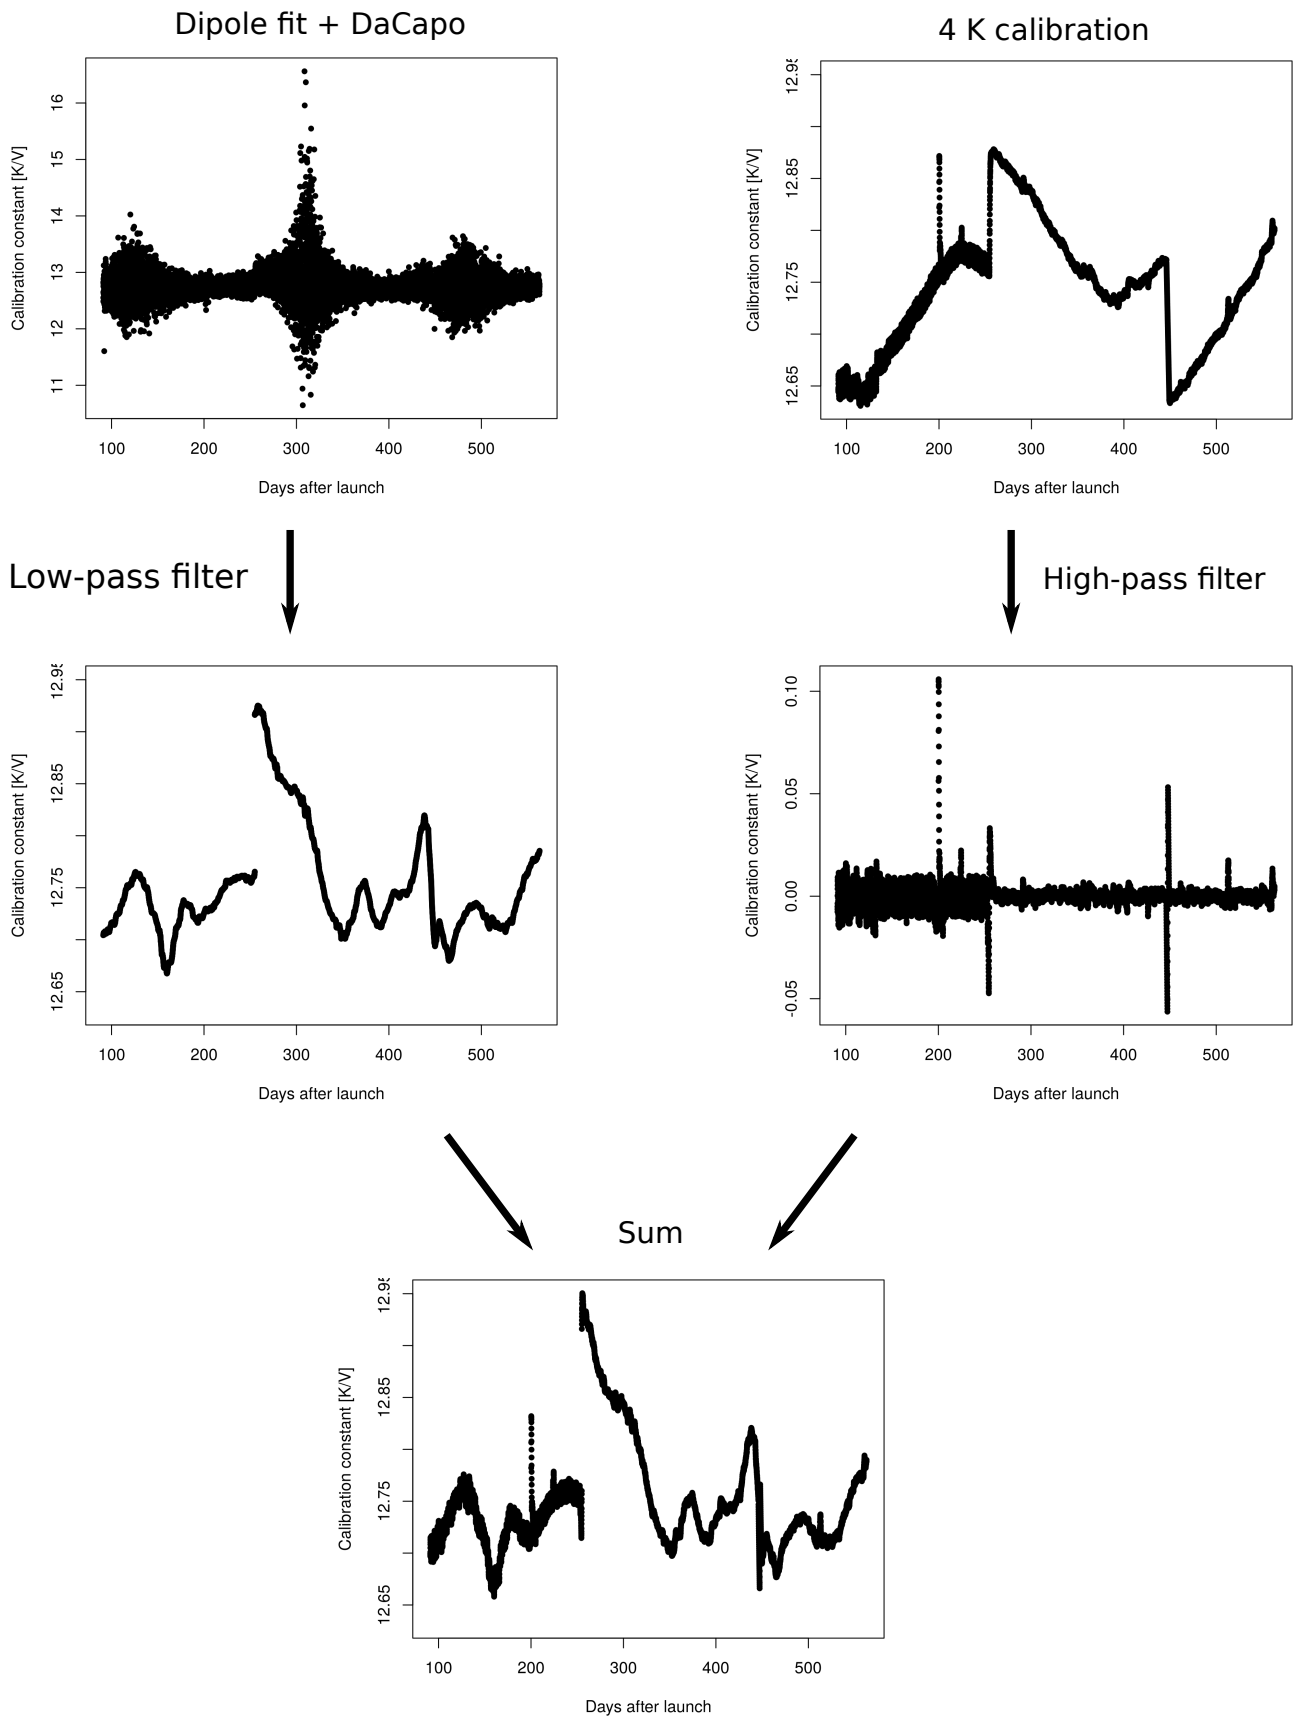 Dipole fit + DaCapo
4 K calibration
Calibration constant [K/V]
16
15
14
13
12
11
100 200 300 400 500
Days after launch
Calibration constant [K/V]
12.85
12.75
12.65
100 200 300 400 500
Days after launch
Low-pass filter
High-pass filter
Calibration constant [K/V]
12.85
12.75
12.65
100 200 300 400 500
Days after launch
Calibration constant [K/V]
0.10
0.05
0.00
-0.05
100 200 300 400 500
Days after launch
Sum
Calibration constant [K/V]
12.85
12.75
12.65
100 200 300 400 500
Days after launch